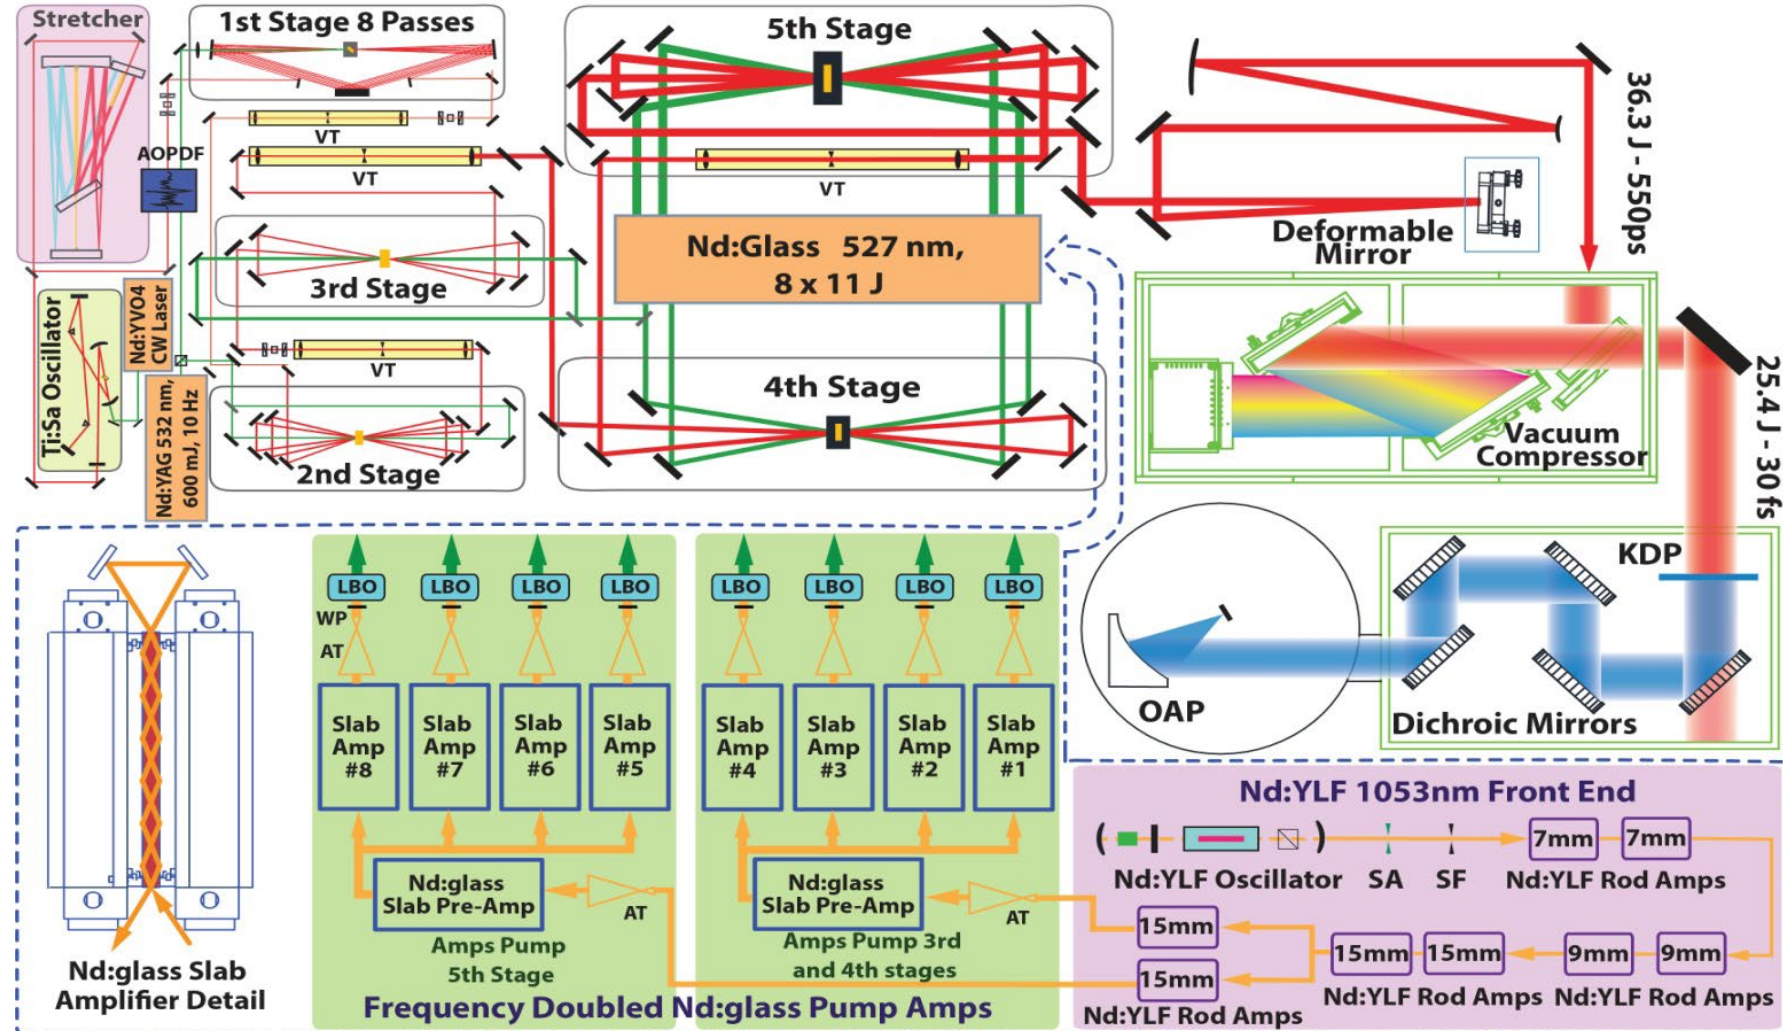 Stretcher
1st Stage 8 Passes
VT
AOPDF
VT
3rd Stage
Ti:Sa Oscillator
Nd:YVO4
CW Laser
Nd:YAG 532 nm,
600 mJ, 10 Hz
VT
2nd Stage
5th Stage
VT
Nd:Glass 527 nm,
8 x 11 J
4th Stage
Deformable
Mirror
36.3 J - 550ps
Vacuum
Compressor
25.4 J - 30 fs
KDP
OAP
Dichroic Mirrors
Nd:glass Slab
Amplifier Detail
LBO
LBO
LBO
LBO
WP
AT
Slab
Amp
#8
Slab
Amp
#7
Slab
Amp
#6
Slab
Amp
#5
Nd:glass
Slab Pre-Amp
AT
Amps Pump
5th Stage
LBO
LBO
LBO
LBO
Slab
Amp
#4
Slab
Amp
#3
Slab
Amp
#2
Slab
Amp
#1
Nd:glass
Slab Pre-Amp
AT
Amps Pump 3rd
and 4th stages
Frequency Doubled Nd:glass Pump Amps
Nd:YLF 1053nm Front End
7mm
7mm
Nd:YLF Oscillator
SA
SF
Nd:YLF Rod Amps
15mm
15mm
15mm
9mm
9mm
15mm
Nd:YLF Rod Amps
Nd:YLF Rod Amps
Nd:YLF Rod Amps